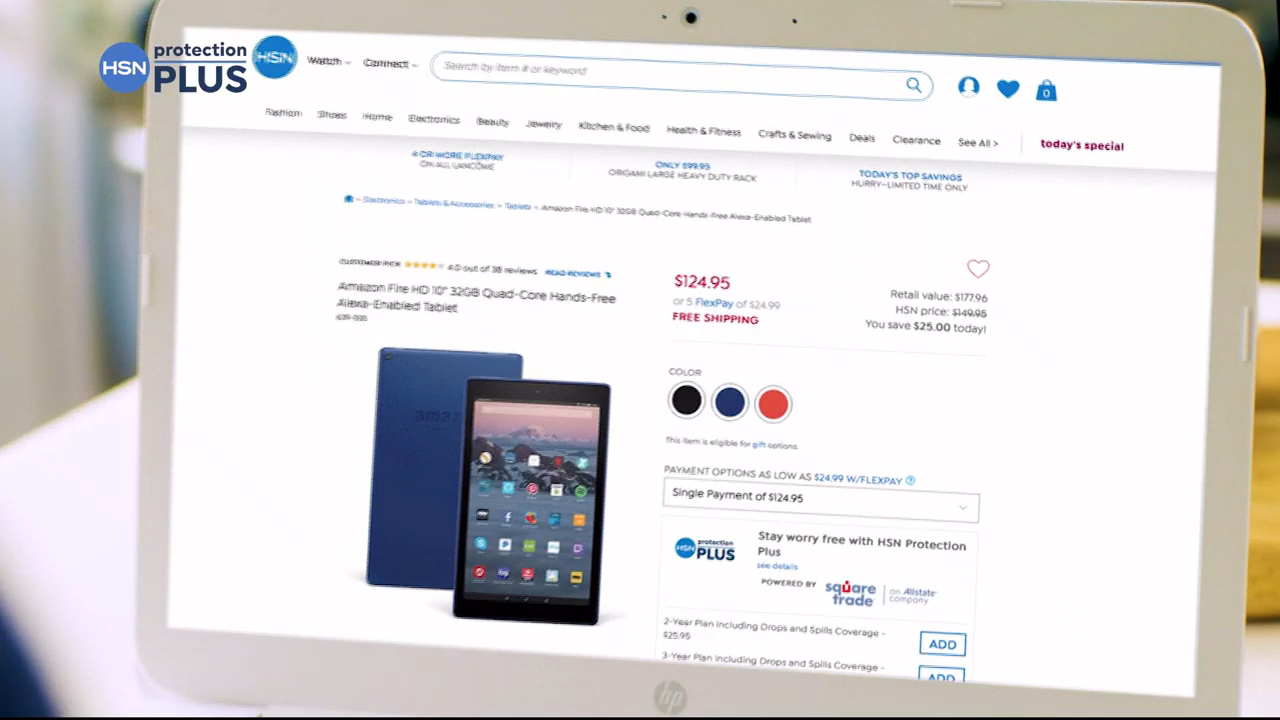 HSN protection PLUS
HSN Watch Connect Search by item # or keyword 0
Fashion Shoes Home Electronics Beauty Jewelry Kitchen & Food Health & Fitness Crafts & Sewing Deals Clearance See All > today's special
4 OR MORE FLEXPAY
ON ALL LANCOME
ONLY $99.95
ORIGAMI LARGE HEAVY DUTY RACK
TODAY'S TOP SAVINGS
HURRY–LIMITED TIME ONLY
Electronics > Tablets & Accessories > Tablets > Amazon Fire HD 10" 32GB Quad-Core Hands-Free Alexa-Enabled Tablet
CUSTOMER PICK 4.0 out of 38 reviews READ REVIEWS
Amazon Fire HD 10" 32GB Quad-Core Hands-Free
Alexa-Enabled Tablet
amaz
$124.95
or 5 FlexPay of $24.99
FREE SHIPPING
Retail value: $177.96
HSN price: $149.95
You save $25.00 today!
COLOR
This item is eligible for gift options.
PAYMENT OPTIONS AS LOW AS $24.99 W/FLEXPAY ?
Single Payment of $124.95
HSN protection PLUS
Stay worry free with HSN Protection
Plus
see details
POWERED BY square trade an Allstate company
2-Year Plan including Drops and Spills Coverage -
$25.95
ADD
3-Year Plan including Drops and Spills Coverage -
ADD
hp